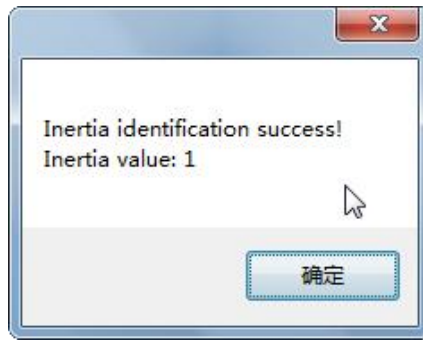 Inertia identification success!
Inertia value: 1
确定